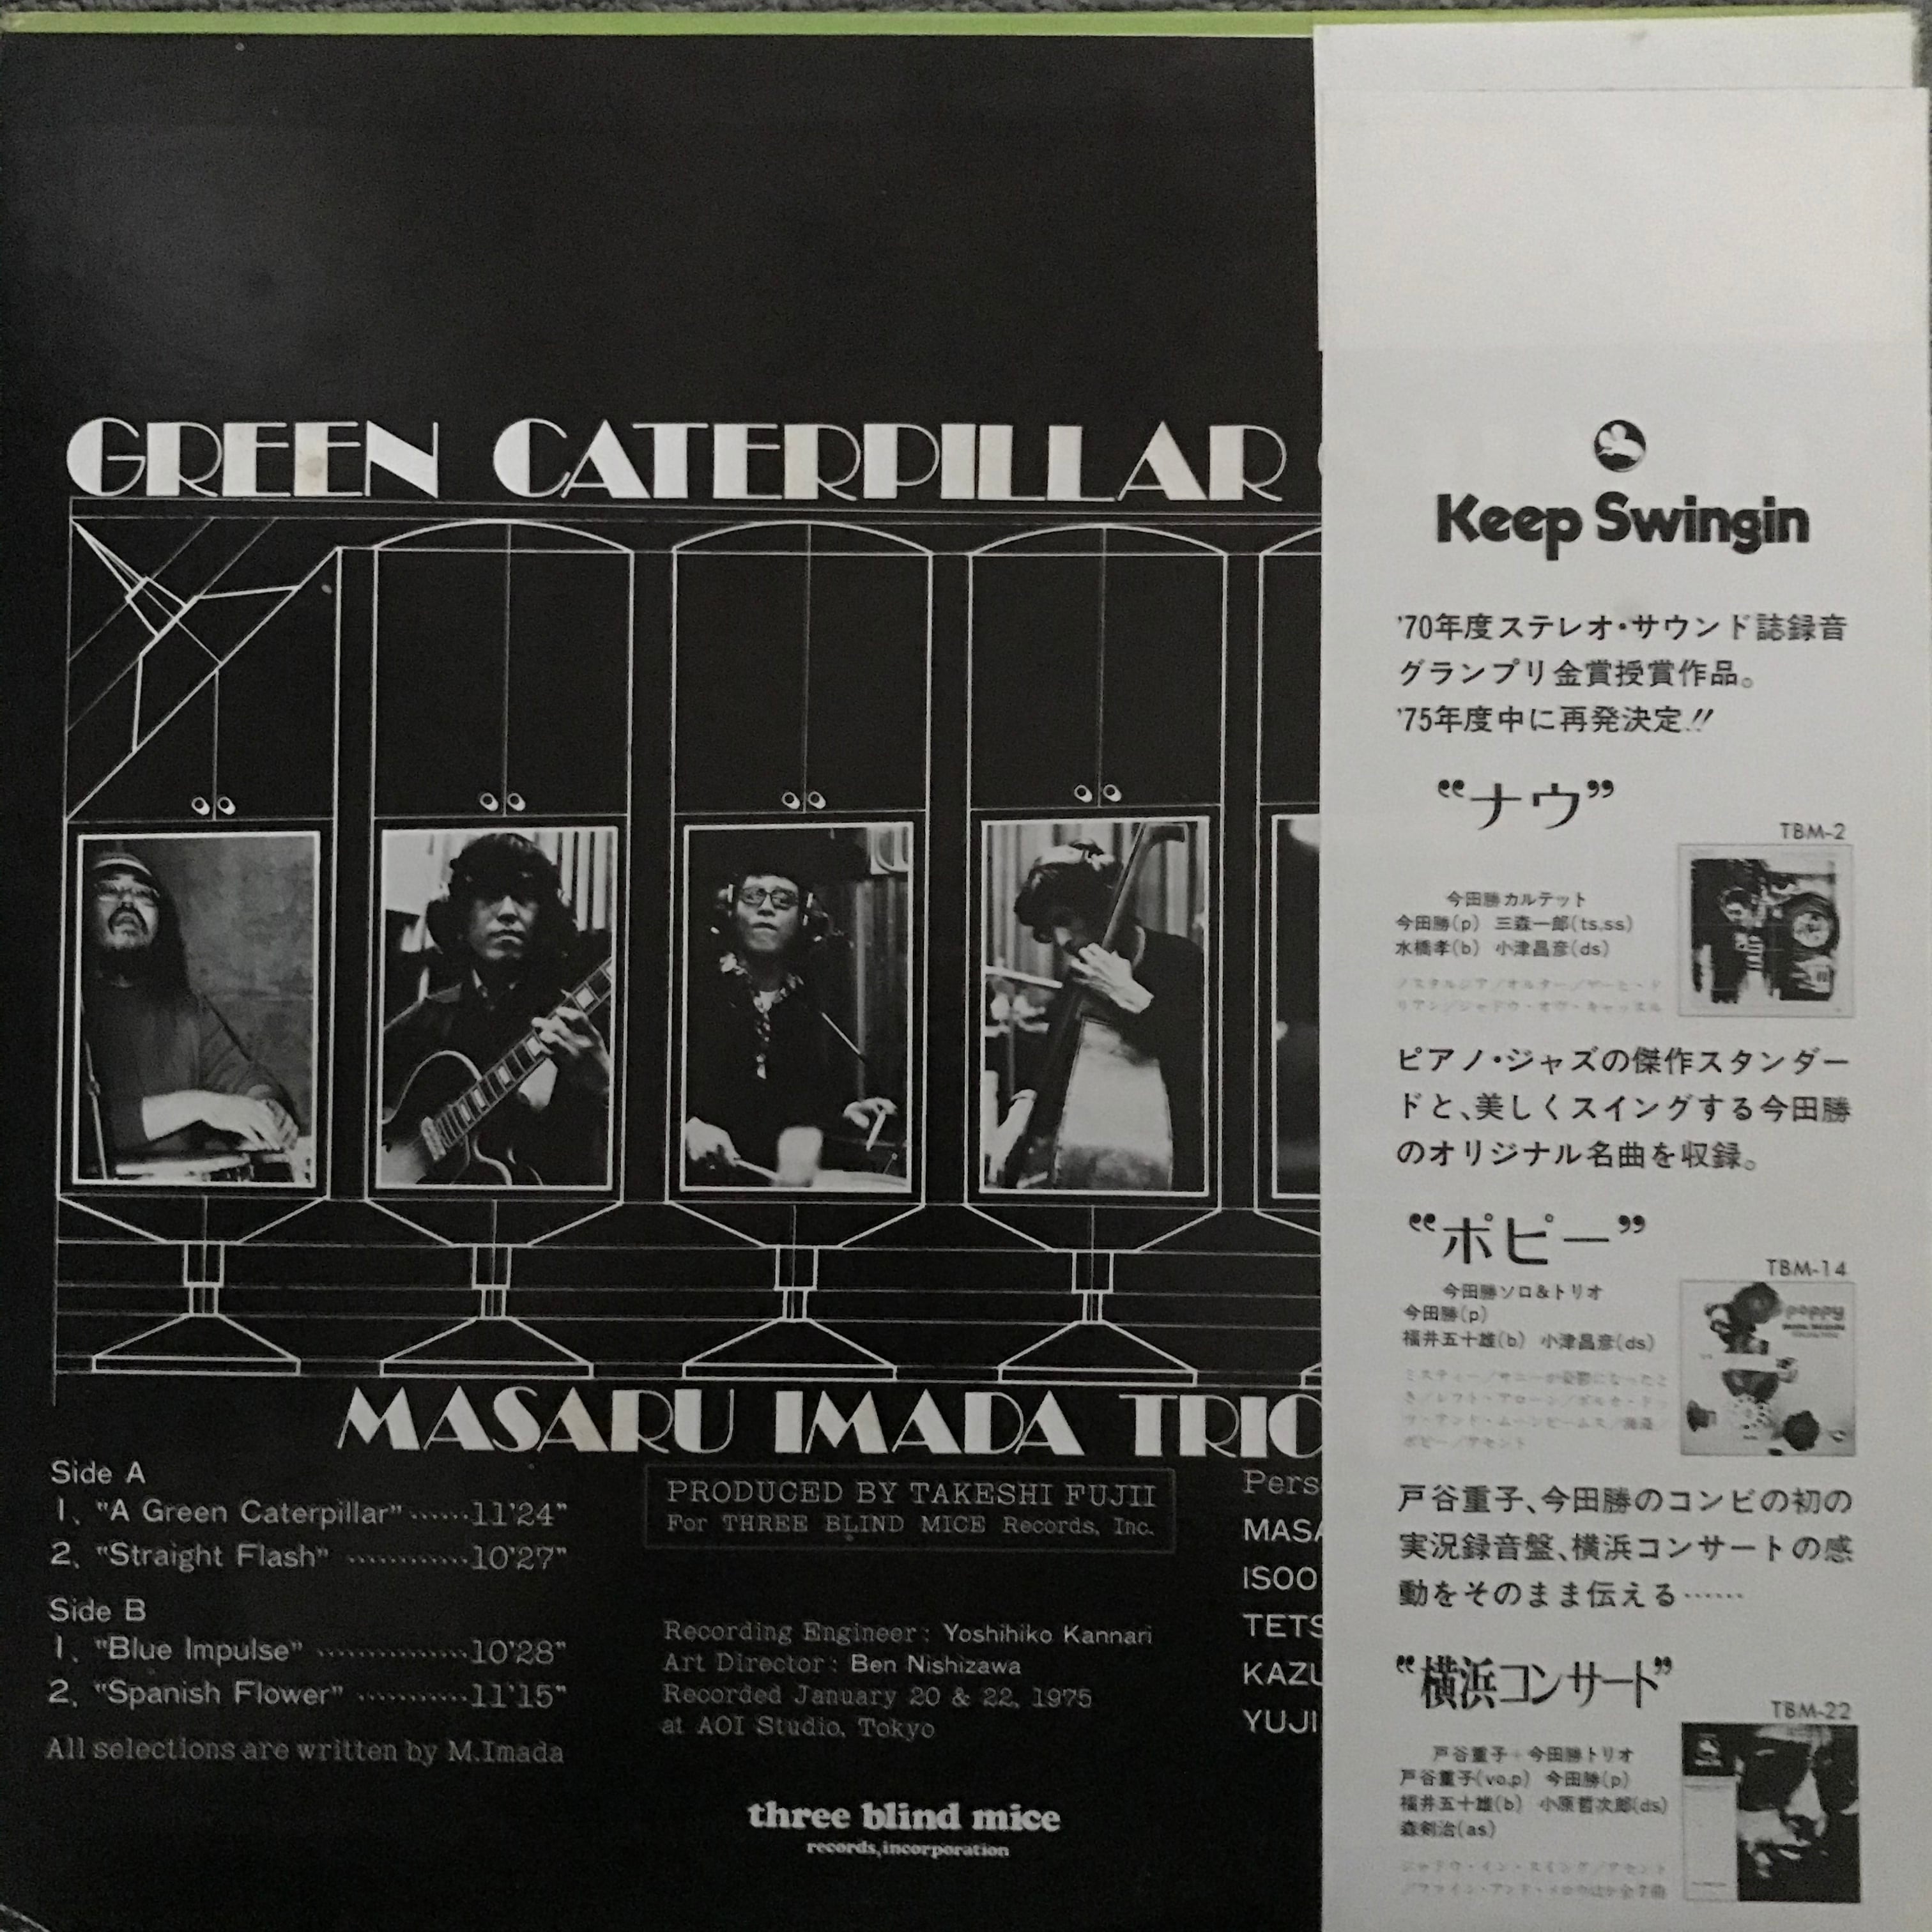 GREEN CATERPILLAR
MASARU IMADA TRIO
Side A
1、"A Green Caterpillar"······11'24"
2、"Straight Flash" ············10'27"
Side B
1、"Blue Impulse" ···············10'28"
2、"Spanish Flower" ···········11'15"
All selections are written by M.Imada
PRODUCED BY TAKESHI FUJII
For THREE BLIND MICE Records, Inc.
Recording Engineer: Yoshihiko Kannari
Art Director: Ben Nishizawa
Recorded January 20 & 22, 1975
at AOI Studio, Tokyo
three blind mice
records, incorporation
Pers
MASA
ISOO
TETS
KAZU
YUJI
Keep Swingin
'70年度ステレオ・サウンド誌録音
グランプリ金賞授賞作品。
'75年度中に再発決定!!
“ナウ”
TBM-2
今田勝カルテット
今田勝(p) 三森一郎(ts,ss)
水橋孝(b) 小津昌彦(ds)
ピアノ・ジャズの傑作スタンダー
ドと、美しくスイングする今田勝
のオリジナル名曲を収録。
“ポピー”
TBM-14
今田勝ソロ&トリオ
今田勝(p)
福井五十雄(b) 小津昌彦(ds)
poppy
戸谷重子、今田勝のコンビの初の
実況録音盤、横浜コンサートの感
動をそのまま伝える……
“横浜コンサート”
TBM-22
戸谷重子+今田勝トリオ
戸谷重子(vo,p) 今田勝(p)
福井五十雄(b) 小原哲次郎(ds)
森剣治(as)